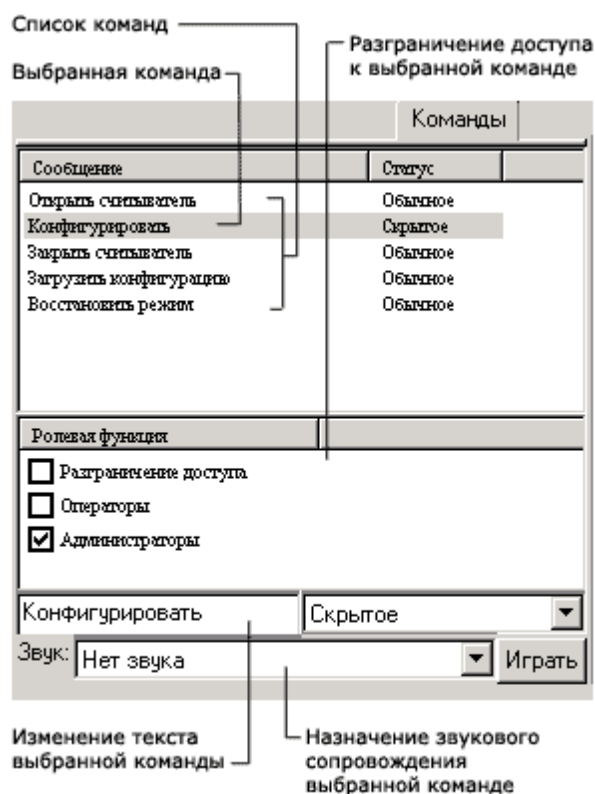 Список команд
Разграничение доступа
к выбранной команде
Выбранная команда
Команды
Сообщение Статус
Открыть считыватель Обычное
Конфигурировать Скрытое
Закрыть считыватель Обычное
Загрузить конфигурацию Обычное
Восстановить режим Обычное
Ролевая функция
Разграничение доступа
Операторы
Администраторы
Конфигурировать Скрытое
Звук: Нет звука Играть
Изменение текста
выбранной команды
Назначение звукового
сопровождения
выбранной команде